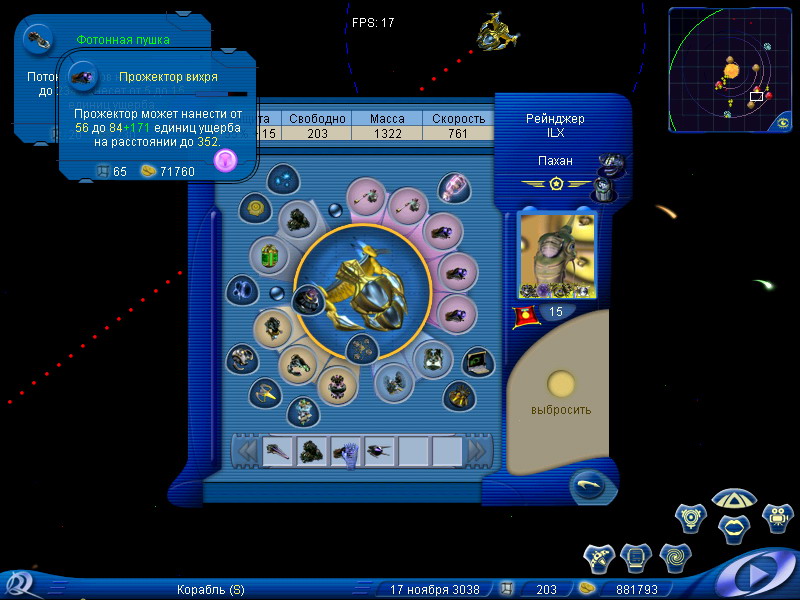 FPS: 17
Фотонная пушка
Прожектор вихря
Прожектор может нанести от
56 до 84+171 единиц ущерба
на расстоянии до 352.
65 71760
Свободно Масса Скорость
15 203 1322 761
Рейнджер
ILX
Пахан
15
выбросить
Корабль (S) 17 ноября 3038 203 881793